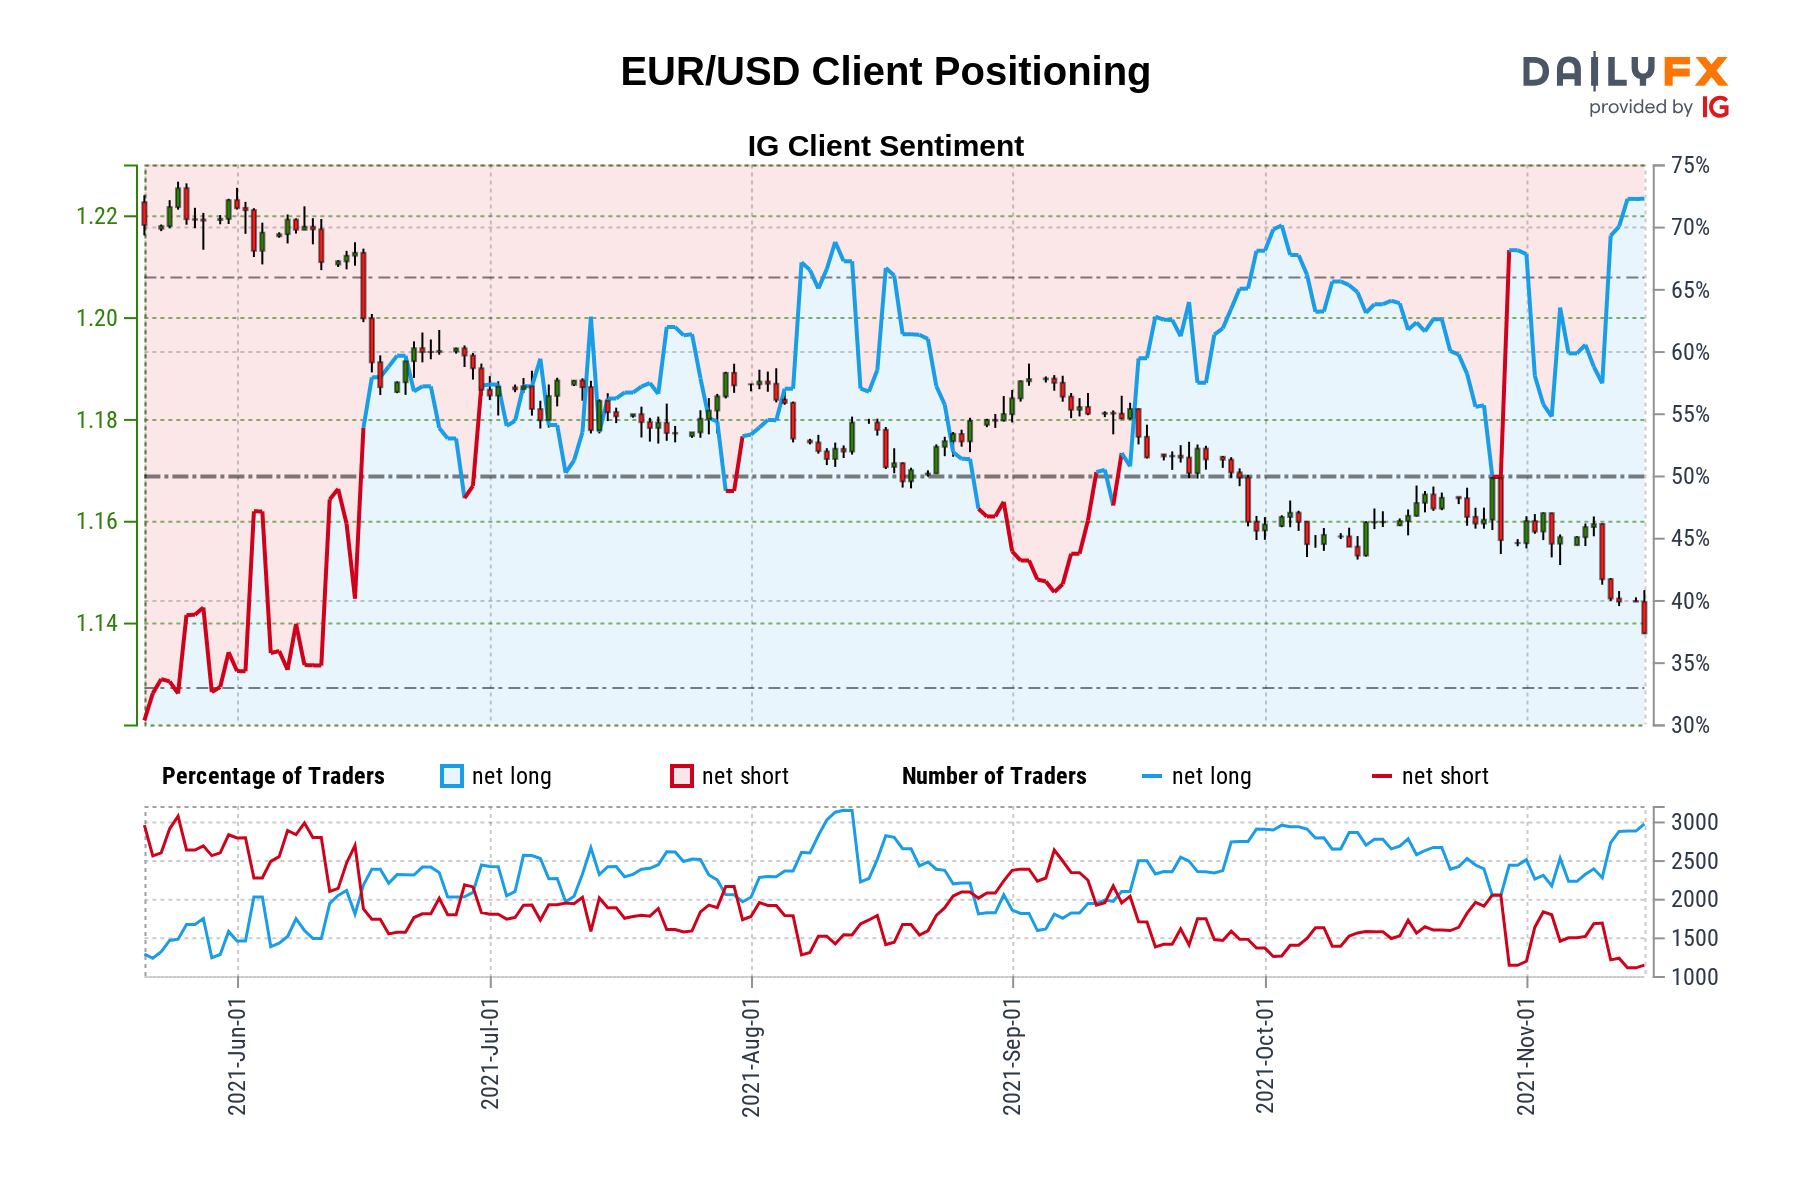 EUR/USD Client Positioning
DAILYFX
provided by IG
IG Client Sentiment
1.22
1.20
1.18
1.16
1.14
75%
70%
65%
60%
55%
50%
45%
40%
35%
30%
Percentage of Traders net long net short Number of Traders net long net short
3000
2500
2000
1500
1000
2021-Jun-01
2021-Jul-01
2021-Aug-01
2021-Sep-01
2021-Oct-01
2021-Nov-01